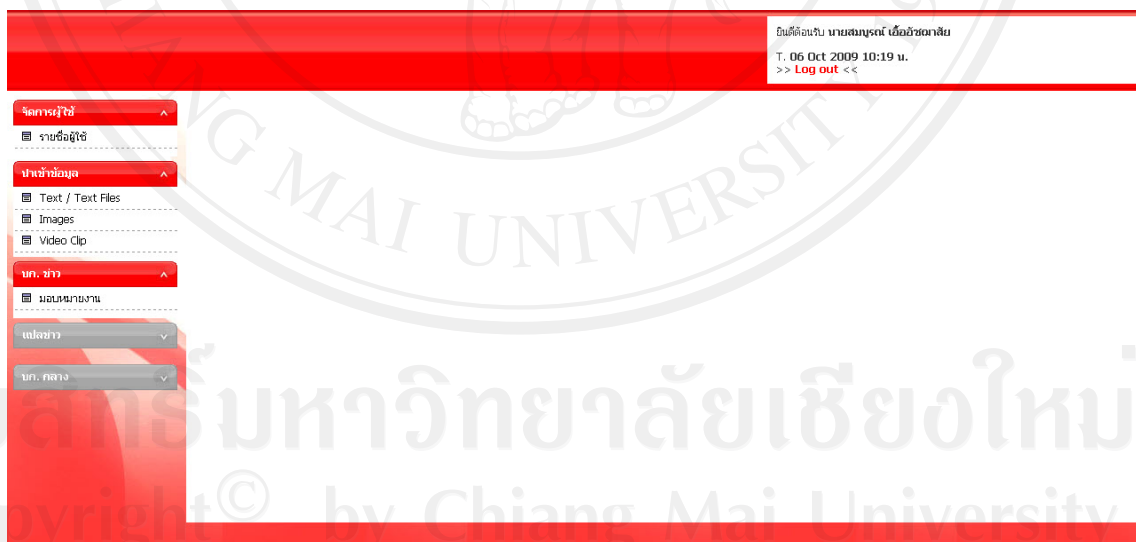 ยินดีต้อนรับ นายสมบูรณ์ เอื้ออัชฌาสัย
T. 06 Oct 2009 10:19 น.
>> Log out <<
จัดการผู้ใช้
รายชื่อผู้ใช้
นำเข้าข้อมูล
Text / Text Files
Images
Video Clip
บก. ข่าว
มอบหมายงาน
แปลข่าว
บก. กลาง
ANG MAI UNIVERSITY
สิทธิ์มหาวิทยาลัยเชียงใหม่
opyright © by Chiang Mai University